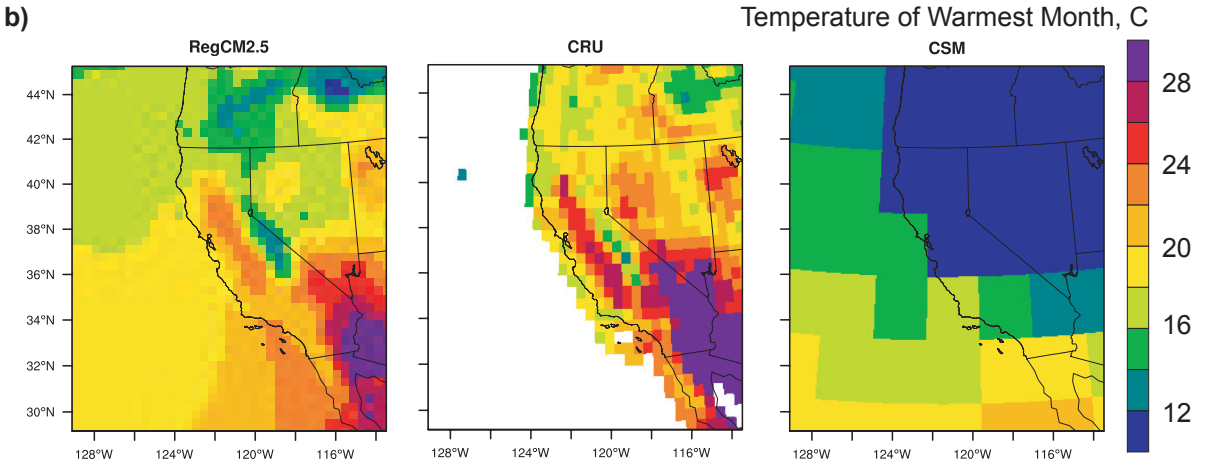 b)
Temperature of Warmest Month, C
RegCM2.5
CRU
CSM
44°N
42°N
40°N
38°N
36°N
34°N
32°N
30°N
28
24
20
16
12
128°W 124°W 120°W 116°W
128°W 124°W 120°W 116°W
128°W 124°W 120°W 116°W